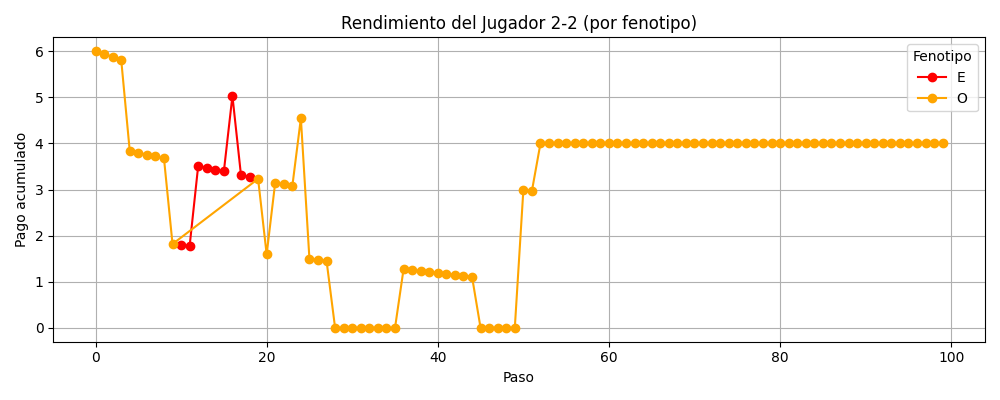 Rendimiento del Jugador 2-2 (por fenotipo)
Pago acumulado
6
5
4
3
2
1
0
0
20
40
60
80
100
Paso
Fenotipo
E
O